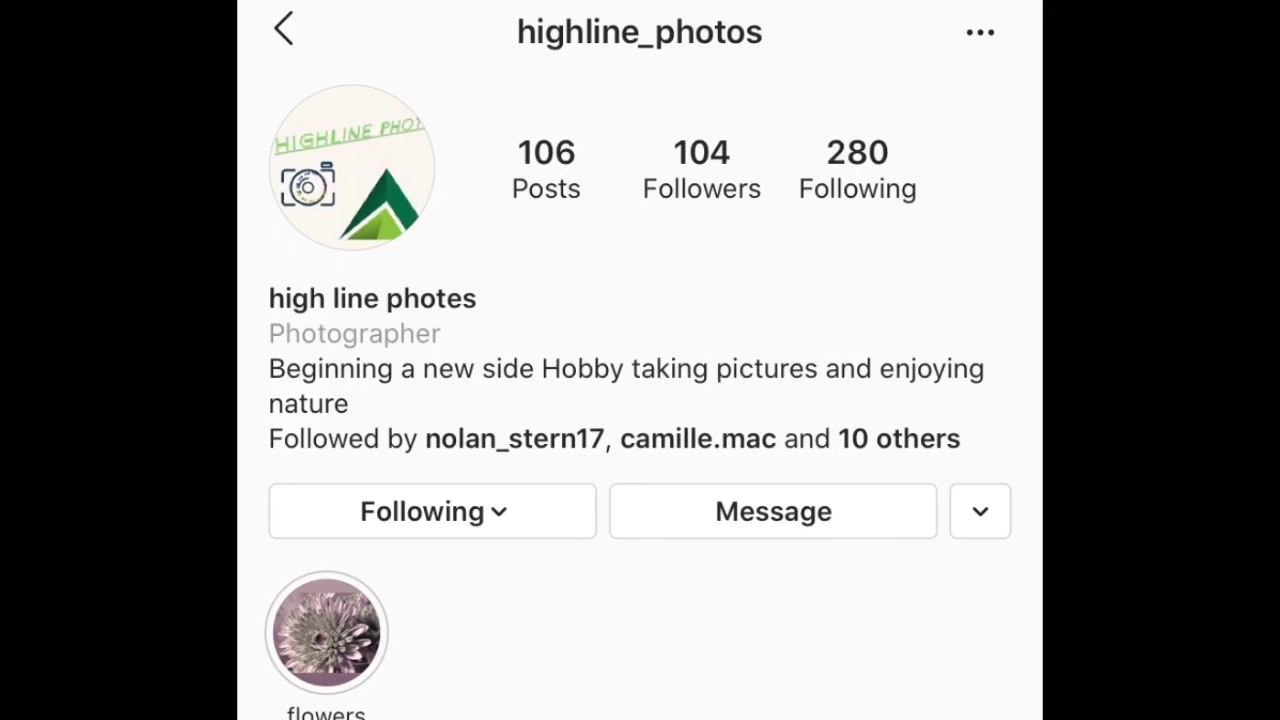 highline_photos
HIGHLINE PHOT
106 104 280
Posts Followers Following
high line photes
Photographer
Beginning a new side Hobby taking pictures and enjoying
nature
Followed by nolan_stern17, camille.mac and 10 others
Following Message
flowers